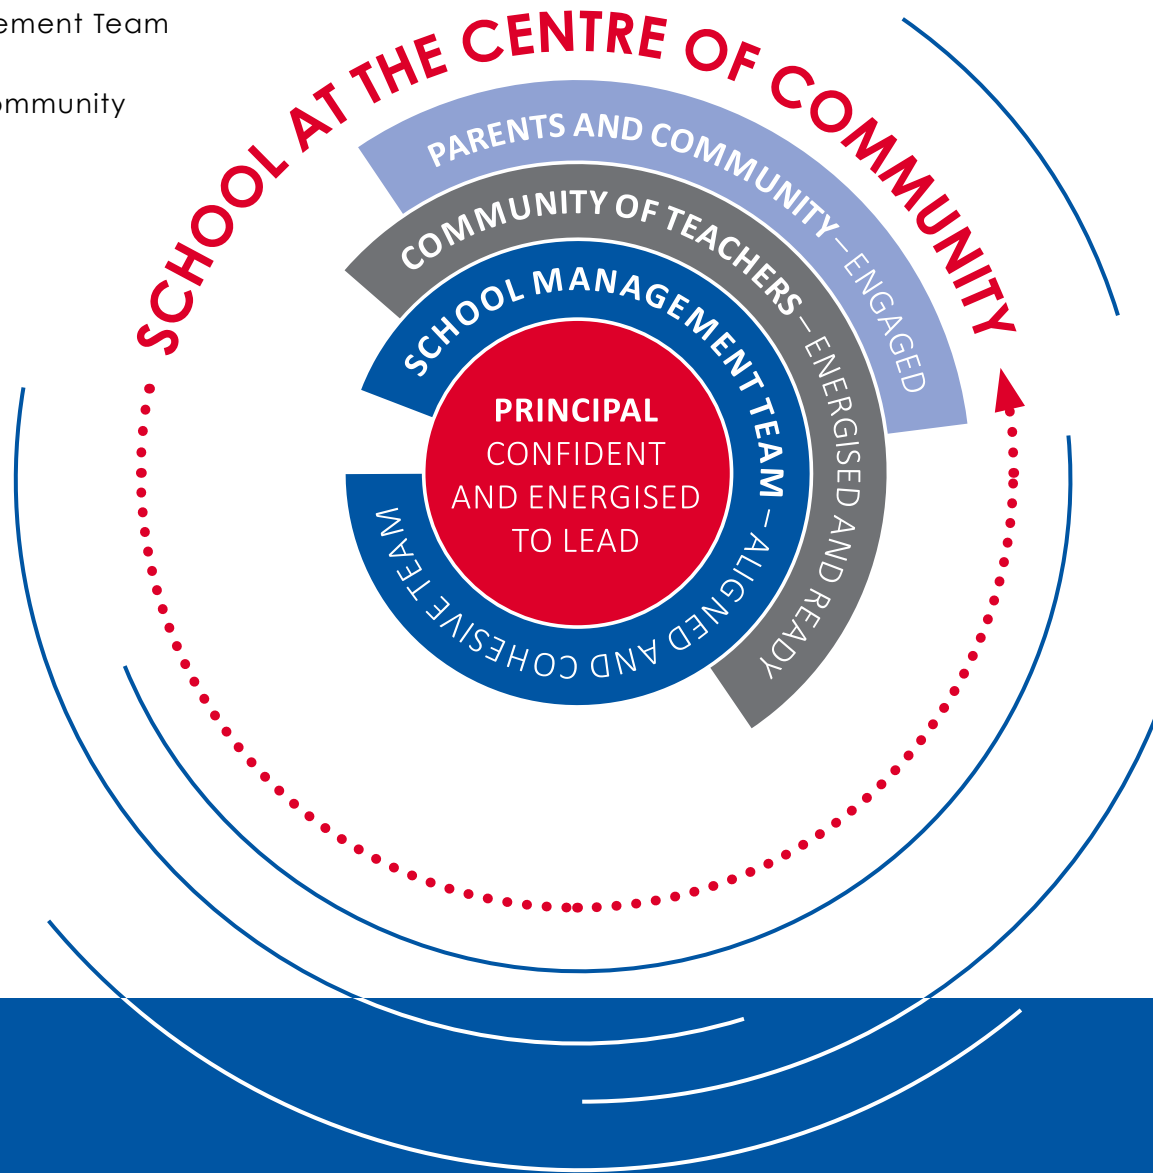 ement Team
ommunity
SCHOOL AT THE CENTRE OF COMMUNITY
PARENTS AND COMMUNITY – ENGAGED
COMMUNITY OF TEACHERS – ENERGISED AND READY
SCHOOL MANAGEMENT TEAM – ALIGNED AND COHESIVE TEAM
PRINCIPAL
CONFIDENT
AND ENERGISED
TO LEAD